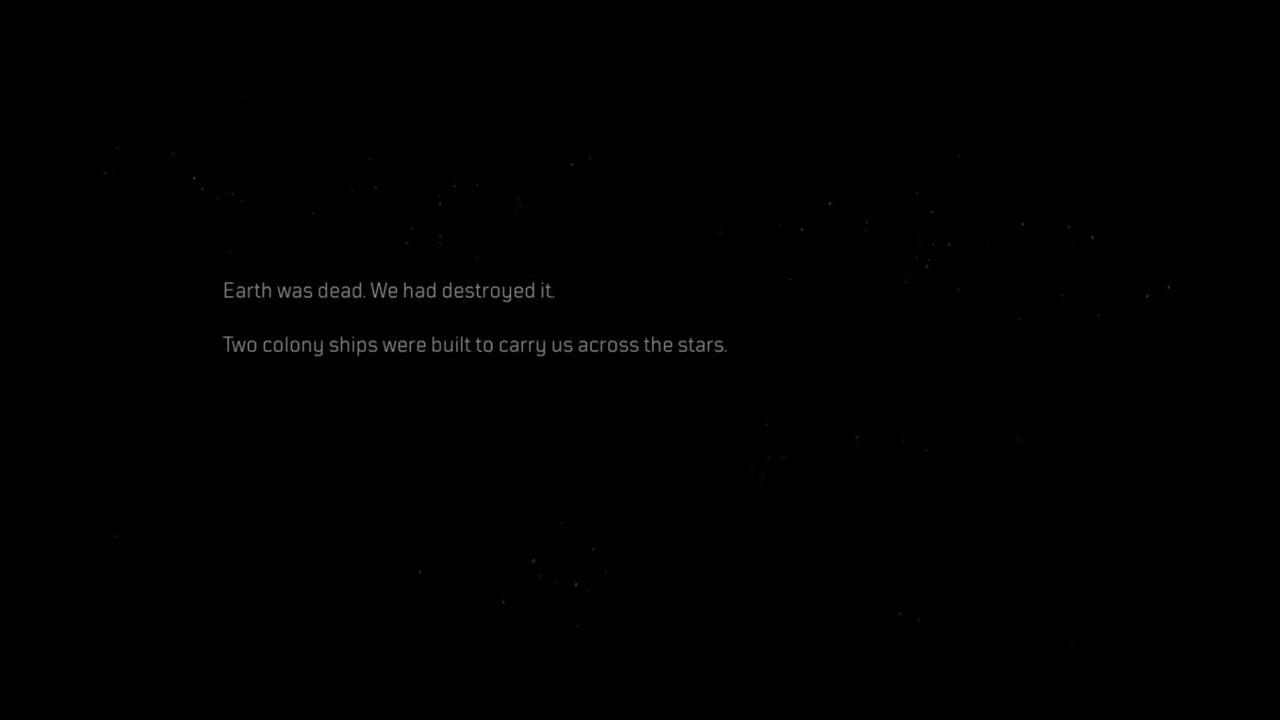 Earth was dead. We had destroyed it.
Two colony ships were built to carry us across the stars.